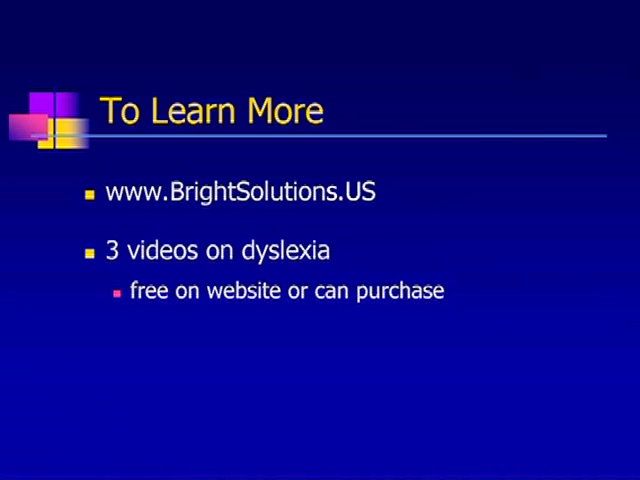 To Learn More
www.BrightSolutions.US
3 videos on dyslexia
free on website or can purchase